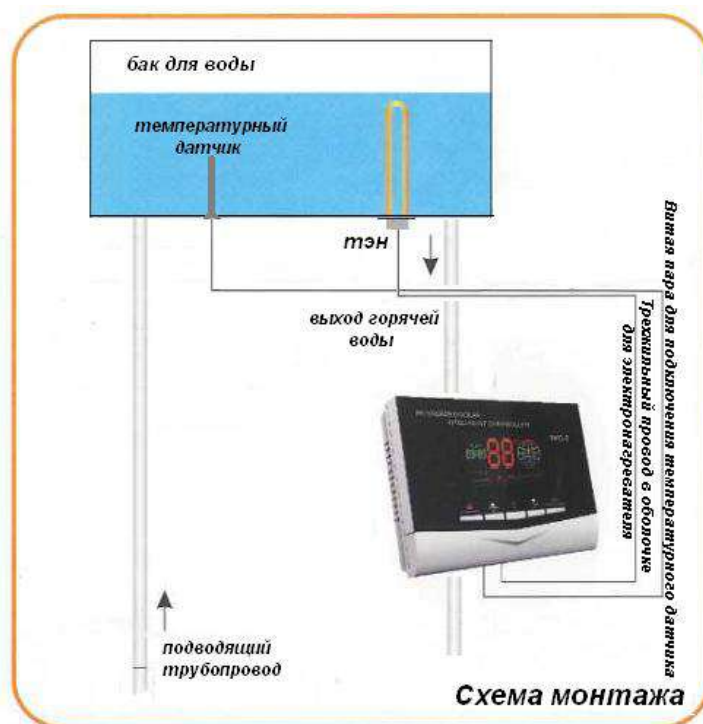 бак для воды
температурный
датчик
тэн
выход горячей
воды
Витая пара для подключения температурного датчика
Трехжильный провод в оболочке
для электронагревателя
88
подводящий
трубопровод
Схема монтажа